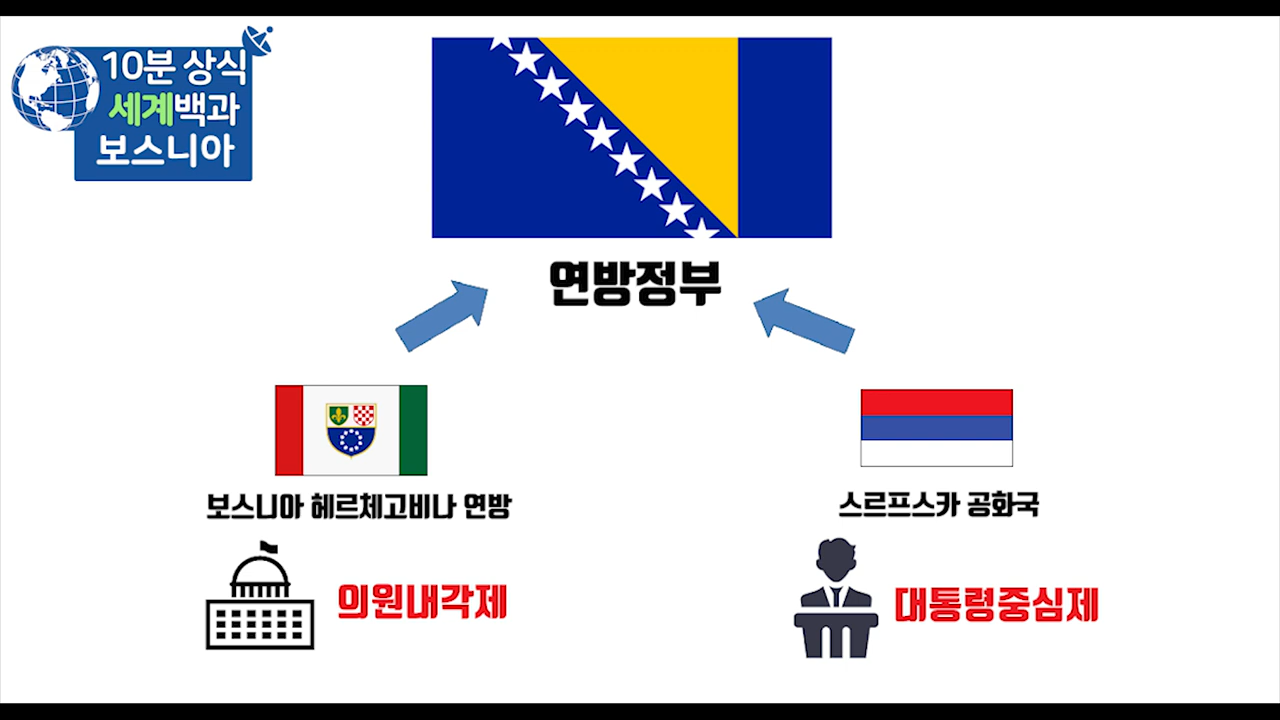 10분 상식
세계백과
보스니아
연방정부
보스니아 헤르체고비나 연방
스르프스카 공화국
의원내각제
대통령중심제